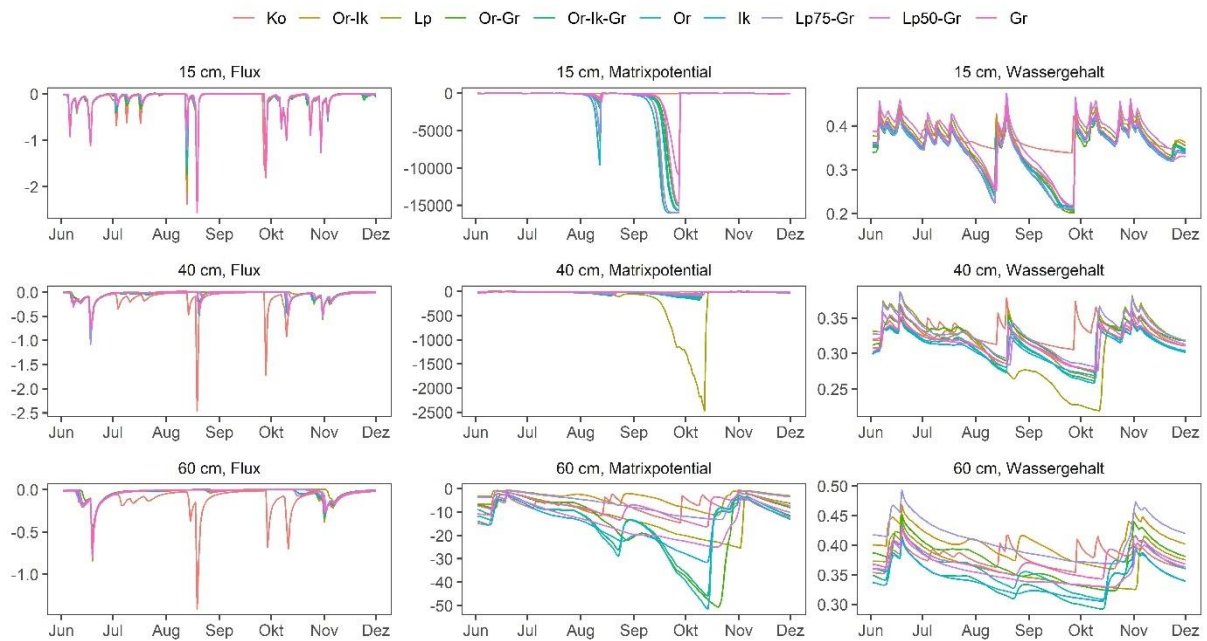 Ko Or-Ik Lp Or-Gr Or-Ik-Gr Or Ik Lp75-Gr Lp50-Gr Gr
15 cm, Flux 15 cm, Matrixpotential 15 cm, Wassergehalt
0 0
-5000 0.4
-1
-10000 0.3
-2
-15000 0.2
Jun Jul Aug Sep Okt Nov Dez Jun Jul Aug Sep Okt Nov Dez Jun Jul Aug Sep Okt Nov Dez
40 cm, Flux 40 cm, Matrixpotential 40 cm, Wassergehalt
0.0 0
-0.5 -500 0.35
-1.0 -1000
0.30
-1.5 -1500
-2.0 -2000 0.25
-2.5 -2500
Jun Jul Aug Sep Okt Nov Dez Jun Jul Aug Sep Okt Nov Dez Jun Jul Aug Sep Okt Nov Dez
60 cm, Flux 60 cm, Matrixpotential 60 cm, Wassergehalt
0.0 0 0.50
-10 0.45
-0.5 -20 0.40
-30
-1.0 -40 0.35
-50 0.30
Jun Jul Aug Sep Okt Nov Dez Jun Jul Aug Sep Okt Nov Dez Jun Jul Aug Sep Okt Nov Dez